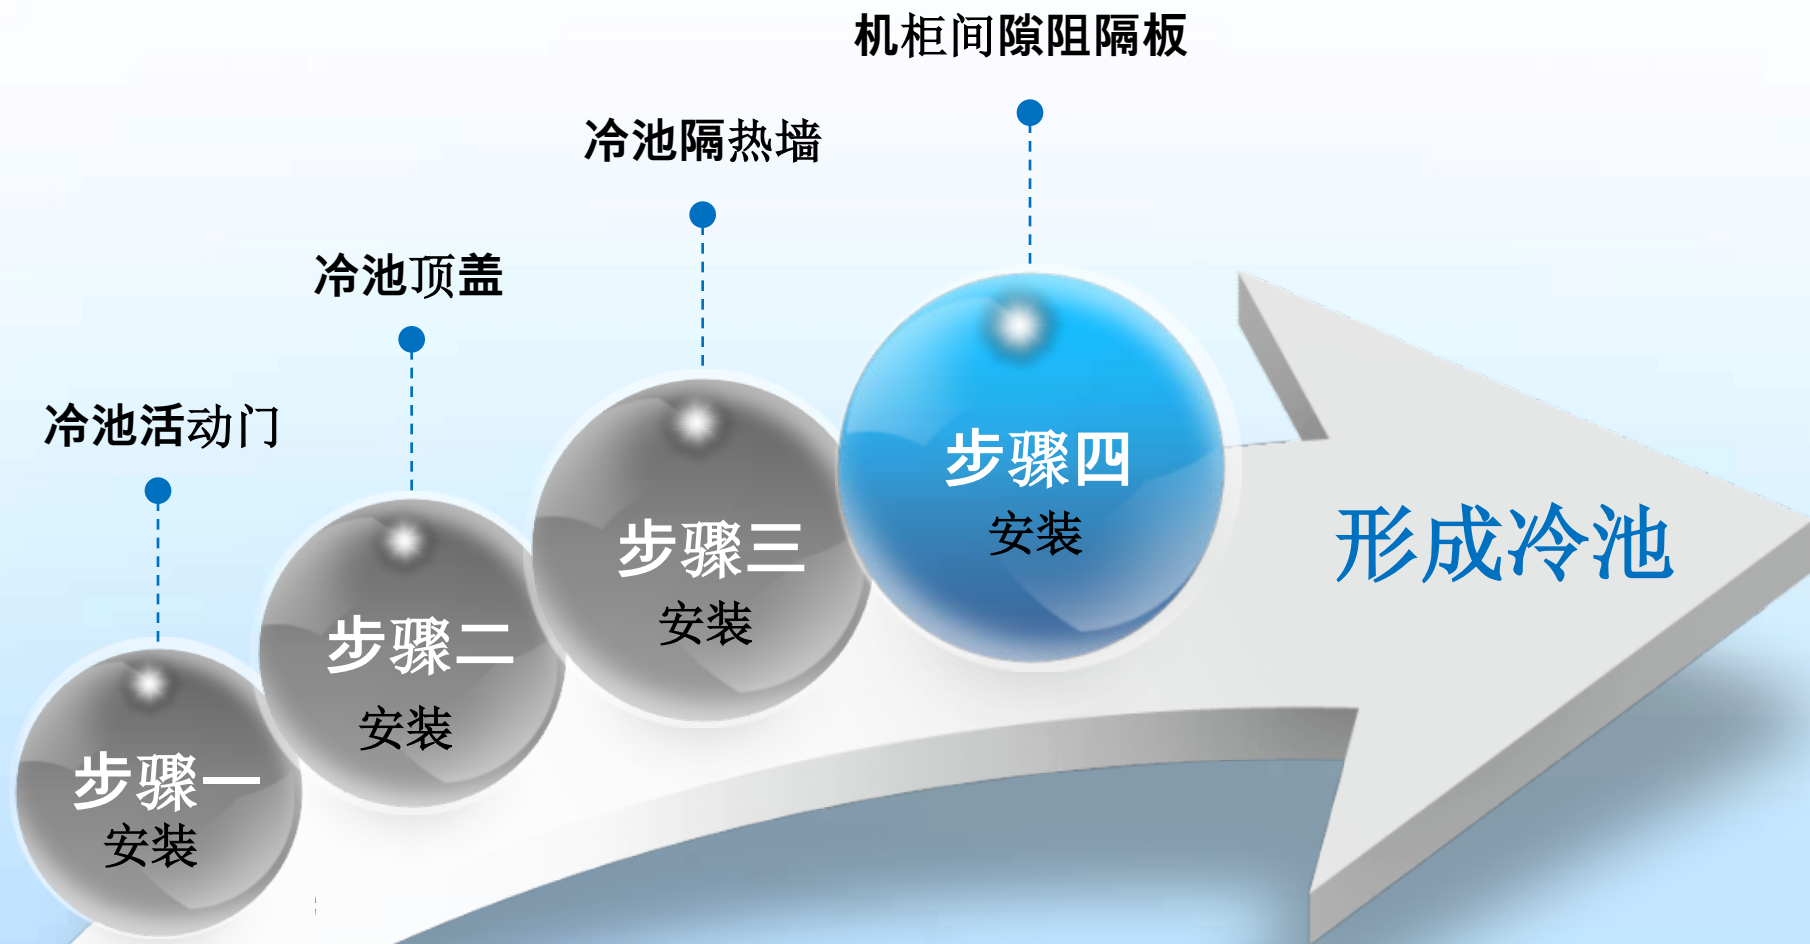 机柜间隙阻隔板
冷池隔热墙
冷池顶盖
冷池活动门
步骤四
安装
形成冷池
步骤三
安装
步骤二
安装
步骤一
安装